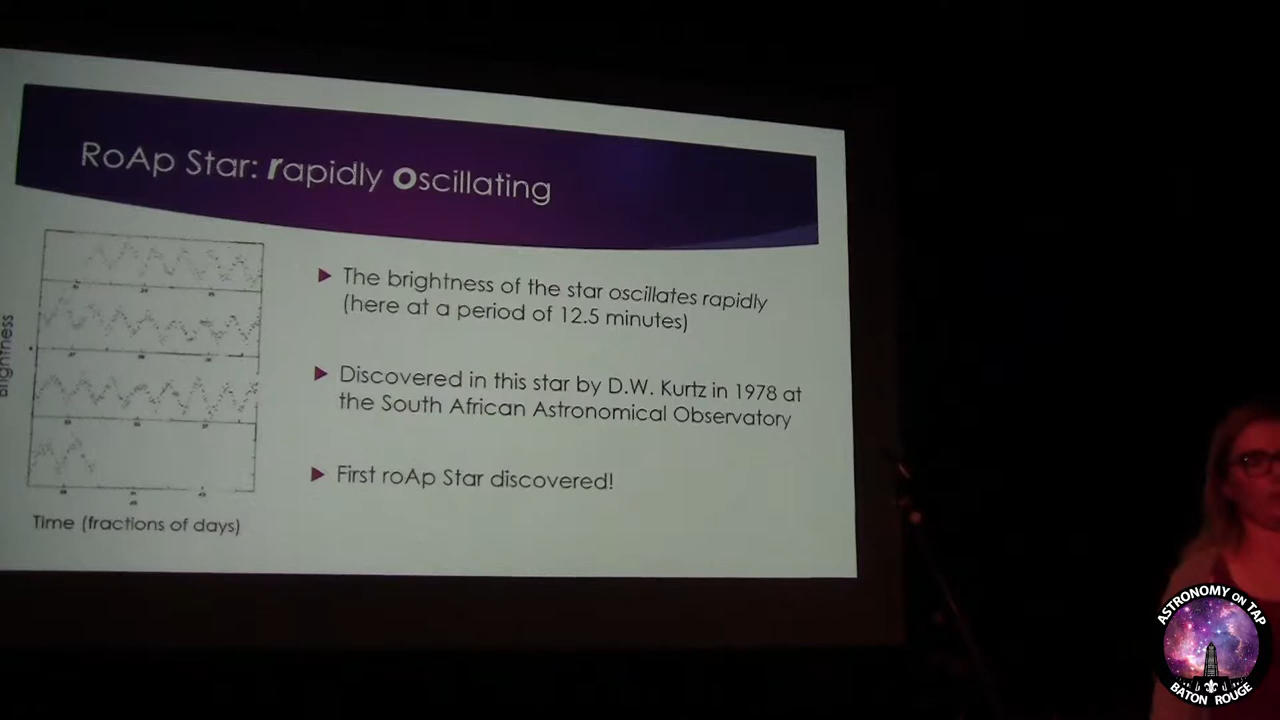 RoAp Star: rapidly oscillating
The brightness of the star oscillates rapidly
(here at a period of 12.5 minutes)
Discovered in this star by D.W. Kurtz in 1978 at
the South African Astronomical Observatory
First roAp Star discovered!
Brightness
Time (fractions of days)
ASTRONOMY ON TAP
BATON ROUGE